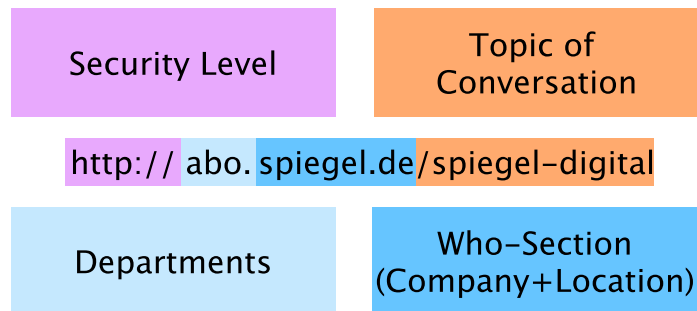 Security Level
Topic of
Conversation
http:// abo. spiegel.de/spiegel-digital
Departments
Who-Section
(Company+Location)